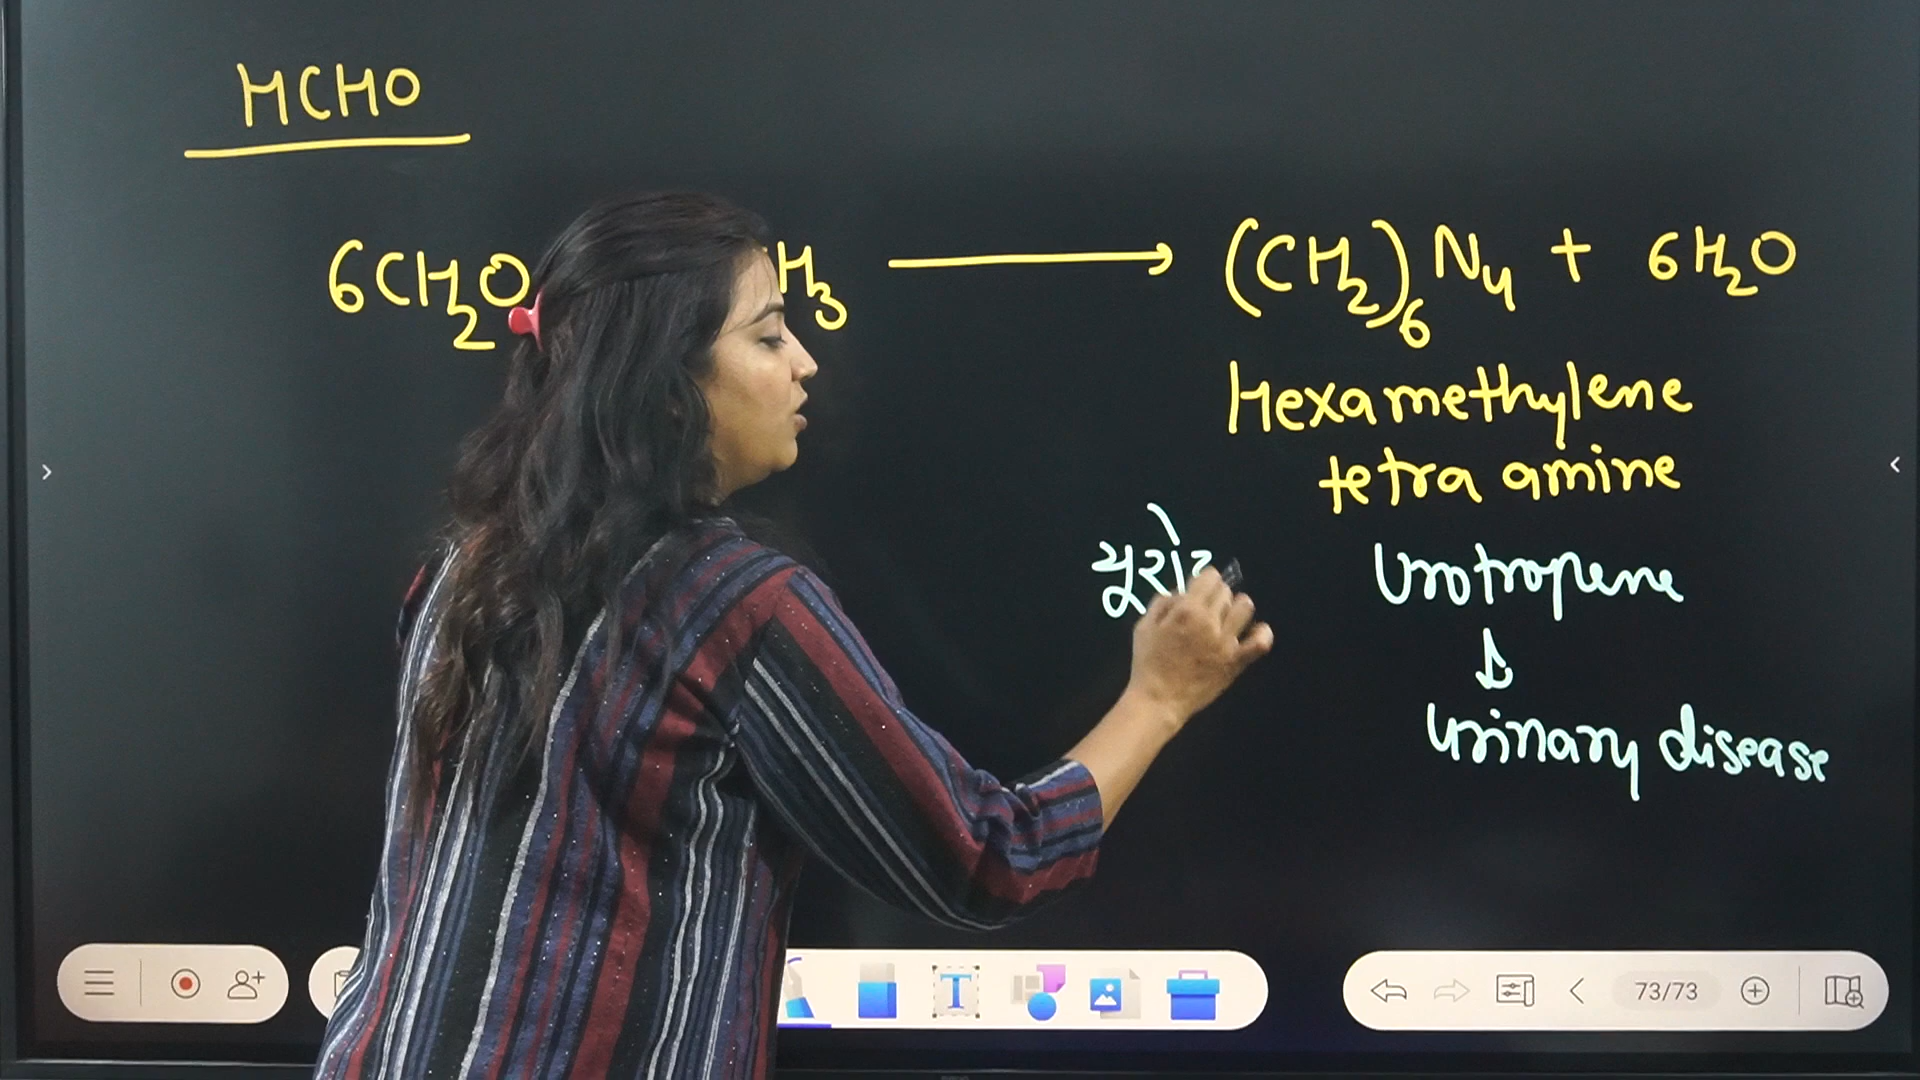 HCHO
6CH₂O H₃ ⟶ (CH₂)₆N₄ + 6H₂O
Hexamethylene
tetra amine
Urotropene
↓
Urinary disease
73/73